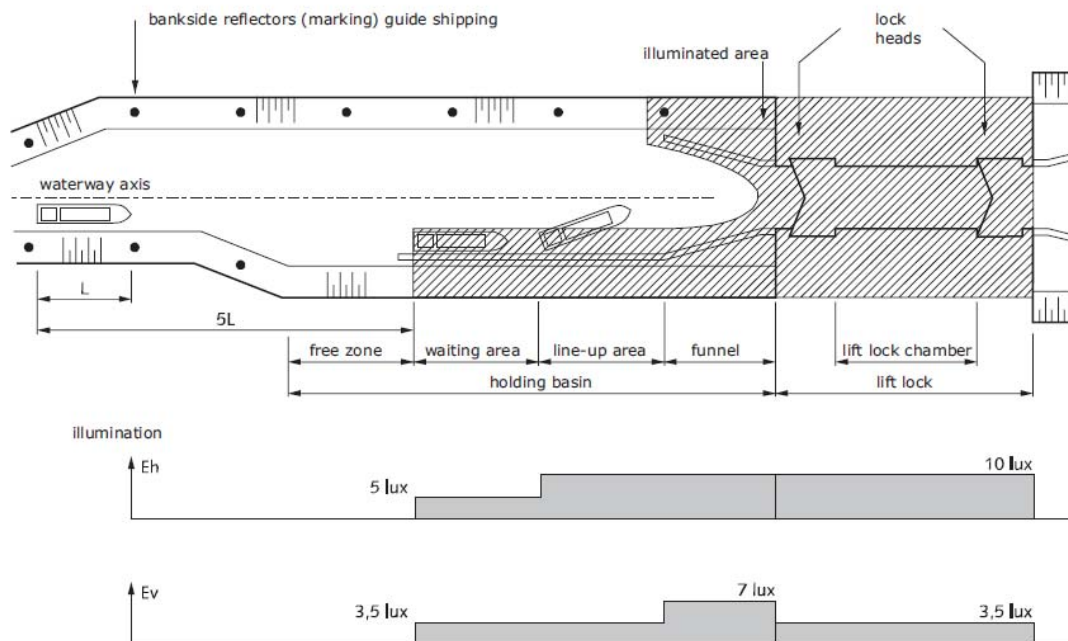 bankside reflectors (marking) guide shipping
lock
heads
illuminated area
waterway axis
L
5L
free zone
waiting area
line-up area
funnel
lift lock chamber
holding basin
lift lock
illumination
Eh
5 lux
10 lux
Ev
3,5 lux
7 lux
3,5 lux